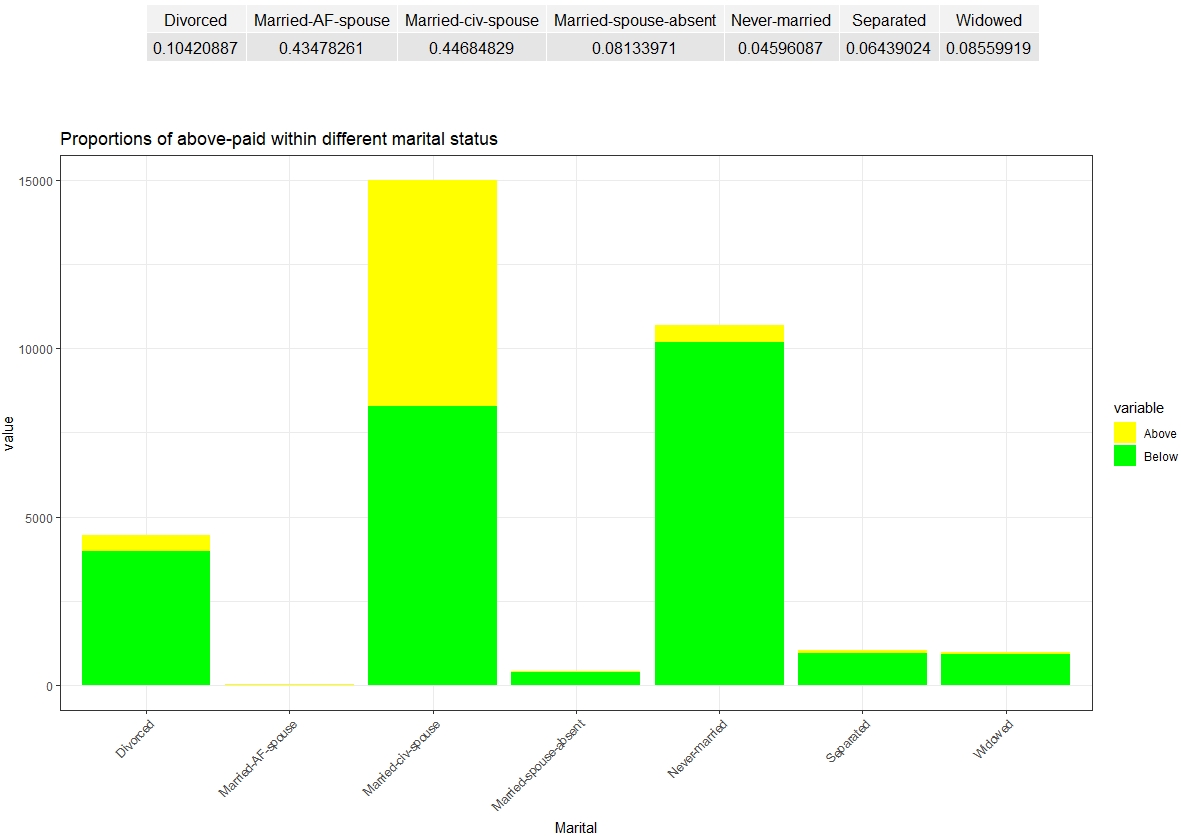 Divorced Married-AF-spouse Married-civ-spouse Married-spouse-absent Never-married Separated Widowed
0.10420887 0.43478261 0.44684829 0.08133971 0.04596087 0.06439024 0.08559919
Proportions of above-paid within different marital status
15000
10000
5000
0
value
variable
Above
Below
Divorced
Married-AF-spouse
Married-civ-spouse
Married-spouse-absent
Never-married
Separated
Widowed
Marital